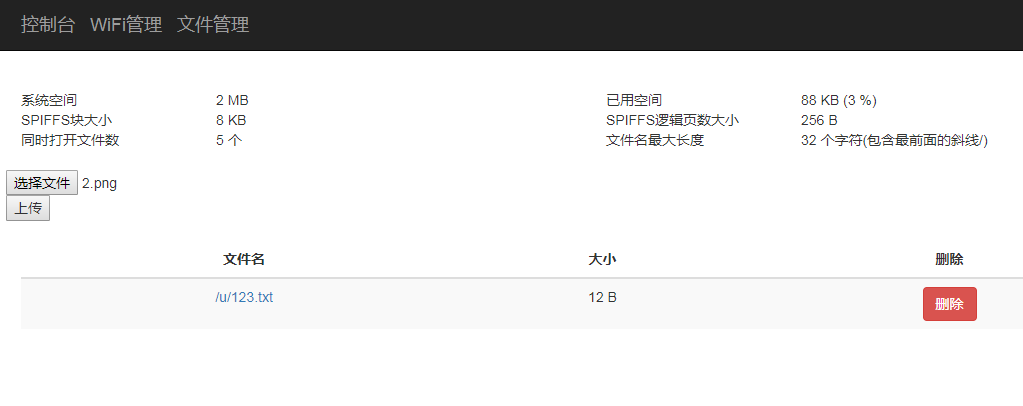 控制台 WiFi管理 文件管理
系统空间 2 MB 已用空间 88 KB (3 %)
SPIFFS块大小 8 KB SPIFFS逻辑页数大小 256 B
同时打开文件数 5 个 文件名最大长度 32 个字符(包含最前面的斜线/)
选择文件 2.png
上传
文件名 大小 删除
/u/123.txt 12 B 删除